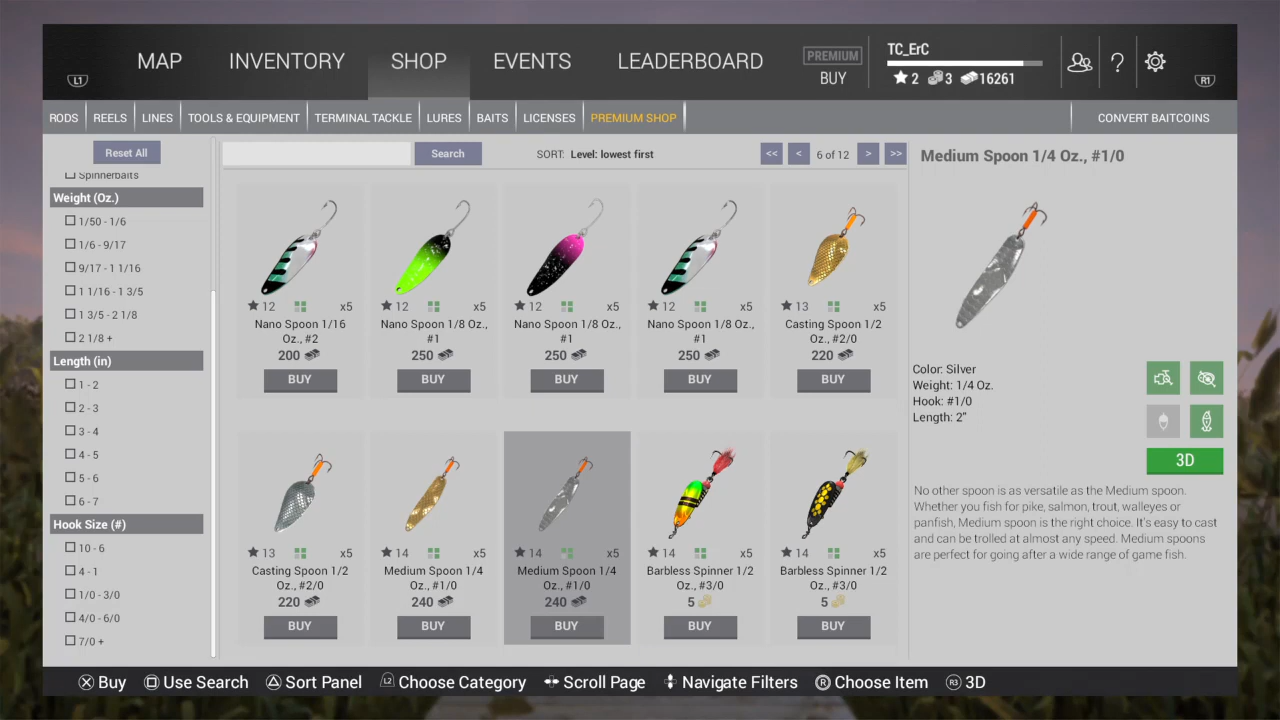 MAP
INVENTORY
SHOP
EVENTS
LEADERBOARD
PREMIUM
BUY
TC_ErC
2
3
16261
L1
R1
RODS
REELS
LINES
TOOLS & EQUIPMENT
TERMINAL TACKLE
LURES
BAITS
LICENSES
PREMIUM SHOP
CONVERT BAITCOINS
Reset All
Search
SORT: Level: lowest first
<<
<
6 of 12
>
>>
Spinnerbaits
Weight (Oz.)
1/50 - 1/6
1/6 - 9/17
9/17 - 1 1/16
1 1/16 - 1 3/5
1 3/5 - 2 1/8
2 1/8 +
Length (in)
1 - 2
2 - 3
3 - 4
4 - 5
5 - 6
6 - 7
Hook Size (#)
10 - 6
4 - 1
1/0 - 3/0
4/0 - 6/0
7/0 +
12 x5
Nano Spoon 1/16
Oz., #2
200
BUY
12 x5
Nano Spoon 1/8 Oz.,
#1
250
BUY
12 x5
Nano Spoon 1/8 Oz.,
#1
250
BUY
12 x5
Nano Spoon 1/8 Oz.,
#1
250
BUY
13 x5
Casting Spoon 1/2
Oz., #2/0
220
BUY
13 x5
Casting Spoon 1/2
Oz., #2/0
220
BUY
14 x5
Medium Spoon 1/4
Oz., #1/0
240
BUY
14 x5
Medium Spoon 1/4
Oz., #1/0
240
BUY
14 x5
Barbless Spinner 1/2
Oz., #3/0
5
BUY
14 x5
Barbless Spinner 1/2
Oz., #3/0
5
BUY
Medium Spoon 1/4 Oz., #1/0
Color: Silver
Weight: 1/4 Oz.
Hook: #1/0
Length: 2"
3D
No other spoon is as versatile as the Medium spoon.
Whether you fish for pike, salmon, trout, walleyes or
panfish, Medium spoon is the right choice. It's easy to cast
and can be trolled at almost any speed. Medium spoons
are perfect for going after a wide range of game fish.
Buy
Use Search
Sort Panel
L2 Choose Category
Scroll Page
Navigate Filters
R Choose Item
R3 3D